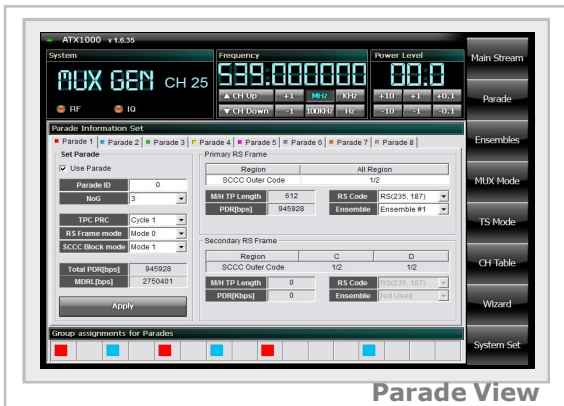 ATX1000 v 1.6.35
System
MUX GEN CH 25
RF IQ
Frequency
539.000000
▲ CH Up +1 MHz KHz
▼ CH Down -1 100KHz Hz
Power Level
00.0
+10 +1 +0.1
-10 -1 -0.1
Main Stream
Parade
Ensembles
MUX Mode
TS Mode
CH Table
Wizard
System Set
Parade Information Set
Parade 1 Parade 2 Parade 3 Parade 4 Parade 5 Parade 6 Parade 7 Parade 8
Set Parade
Use Parade
Parade ID 0
NoG 3
TPC PRC Cycle 1
RS Frame mode Mode 0
SCCC Block mode Mode 1
Total PDR[bps] 945928
MDRL[bps] 2750401
Apply
Primary RS Frame
Region All Region
SCCC Outer Code 1/2
M/H TP Length 612 RS Code RS(235, 187)
PDR[bps] 945928 Ensemble Ensemble #1
Secondary RS Frame
Region C D
SCCC Outer Code 1/2 1/2
M/H TP Length 0 RS Code RS(235, 187)
PDR[Kbps] 0 Ensemble Not Used
Group assignments for Parades
Parade View